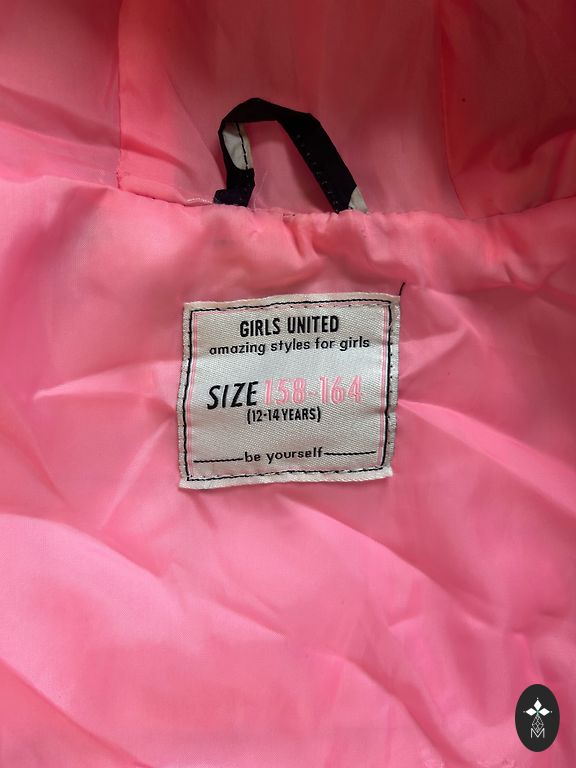 GIRLS UNITED
amazing styles for girls
SIZE 158-164
(12-14 YEARS)
be yourself
M